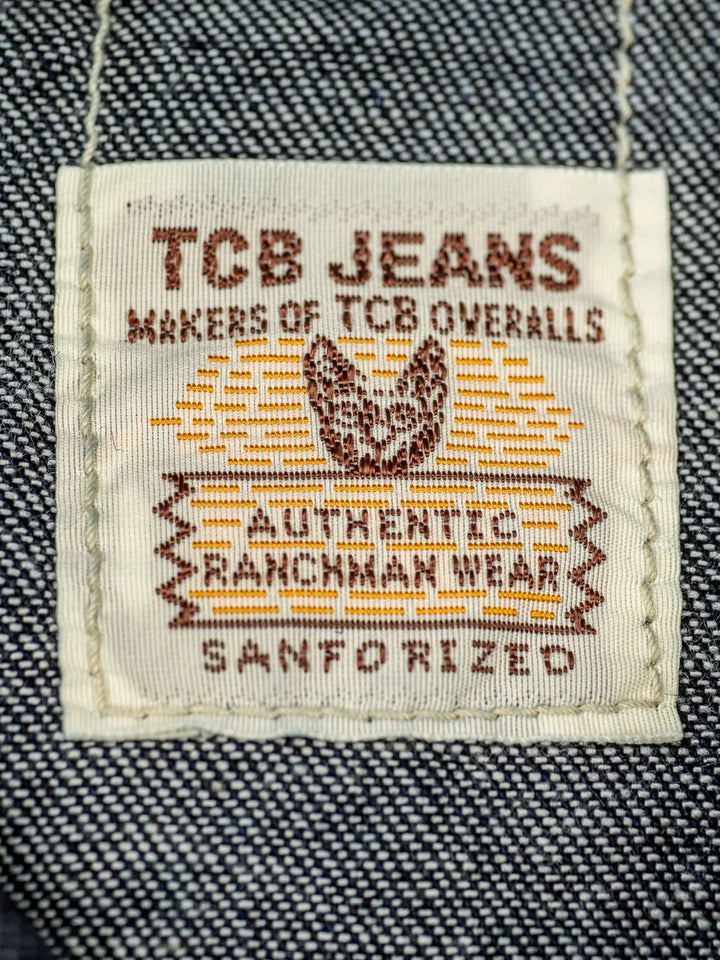 TCB JEANS
MAKERS OF TCB OVERALLS
AUTHENTIC
RANCHMAN WEAR
SANFORIZED